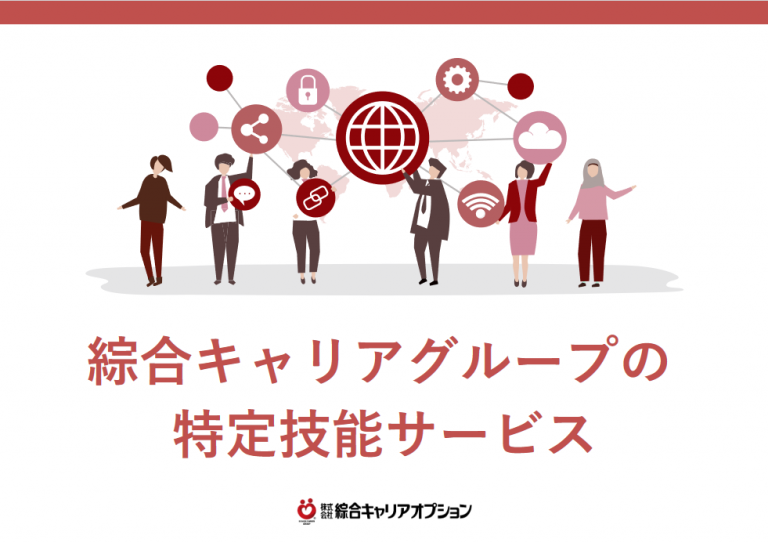 綜合キャリアグループの
特定技能サービス
株式会社 綜合キャリアオプション